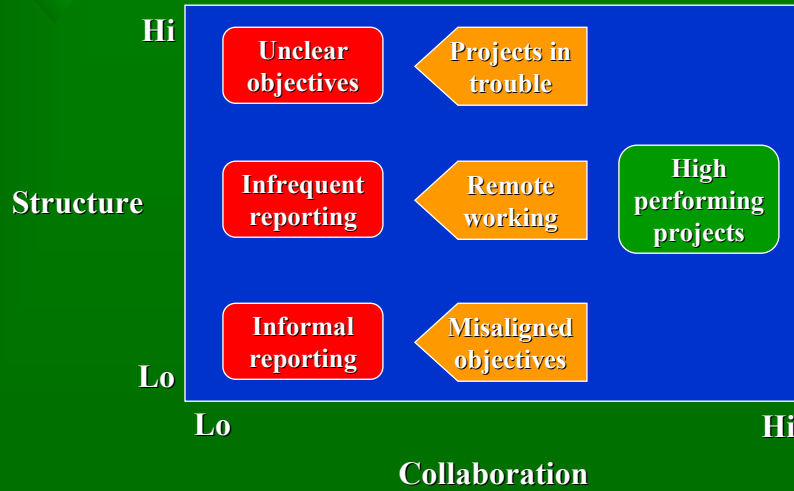 Hi
Unclear
objectives
Projects in
trouble
Structure
Infrequent
reporting
Remote
working
High
performing
projects
Informal
reporting
Misaligned
objectives
Lo
Lo
Hi
Collaboration